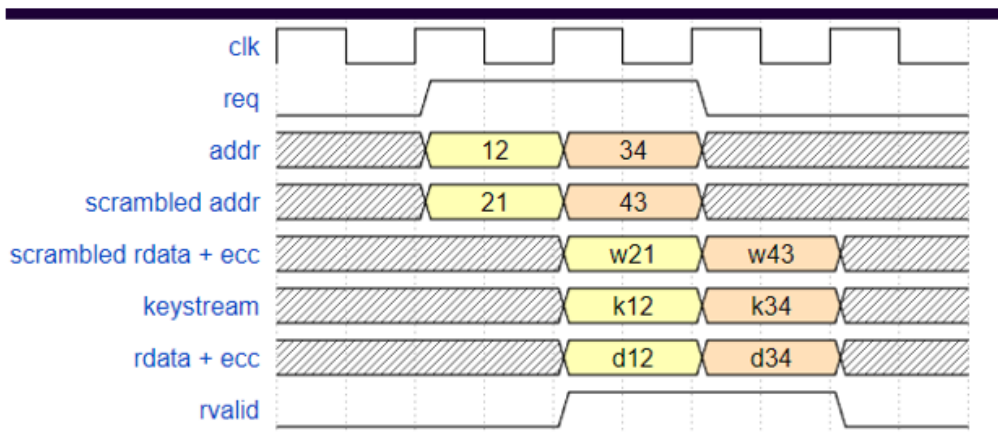 clk
req
addr 12 34
scrambled addr 21 43
scrambled rdata + ecc w21 w43
keystream k12 k34
rdata + ecc d12 d34
rvalid